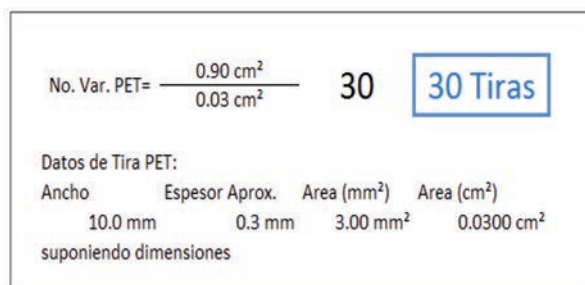 No. Var. PET= 0.90 cm² / 0.03 cm² 30 30 Tiras
Datos de Tira PET:
Ancho Espesor Aprox. Area (mm²) Area (cm²)
10.0 mm 0.3 mm 3.00 mm² 0.0300 cm²
suponiendo dimensiones